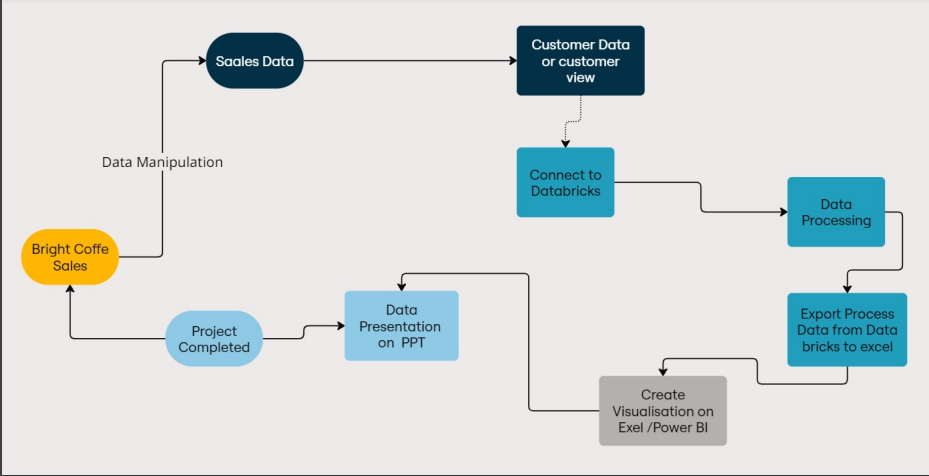 Saales Data
Customer Data
or customer
view
Data Manipulation
Connect to
Databricks
Data
Processing
Bright Coffe
Sales
Export Process
Data from Data
bricks to excel
Data
Presentation
on PPT
Project
Completed
Create
Visualisation on
Exel /Power BI